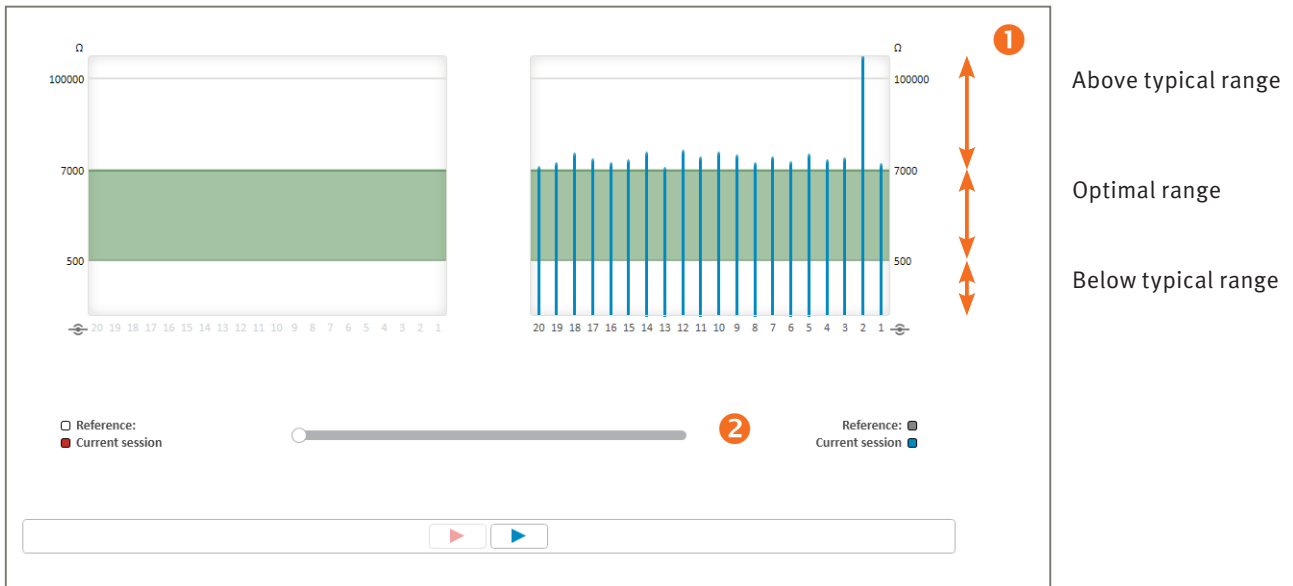 1
Ω
Ω
Above typical range
100000
100000
7000
7000
Optimal range
500
500
Below typical range
20 19 18 17 16 15 14 13 12 11 10 9 8 7 6 5 4 3 2 1
20 19 18 17 16 15 14 13 12 11 10 9 8 7 6 5 4 3 2 1
Reference:
Current session
2
Reference:
Current session